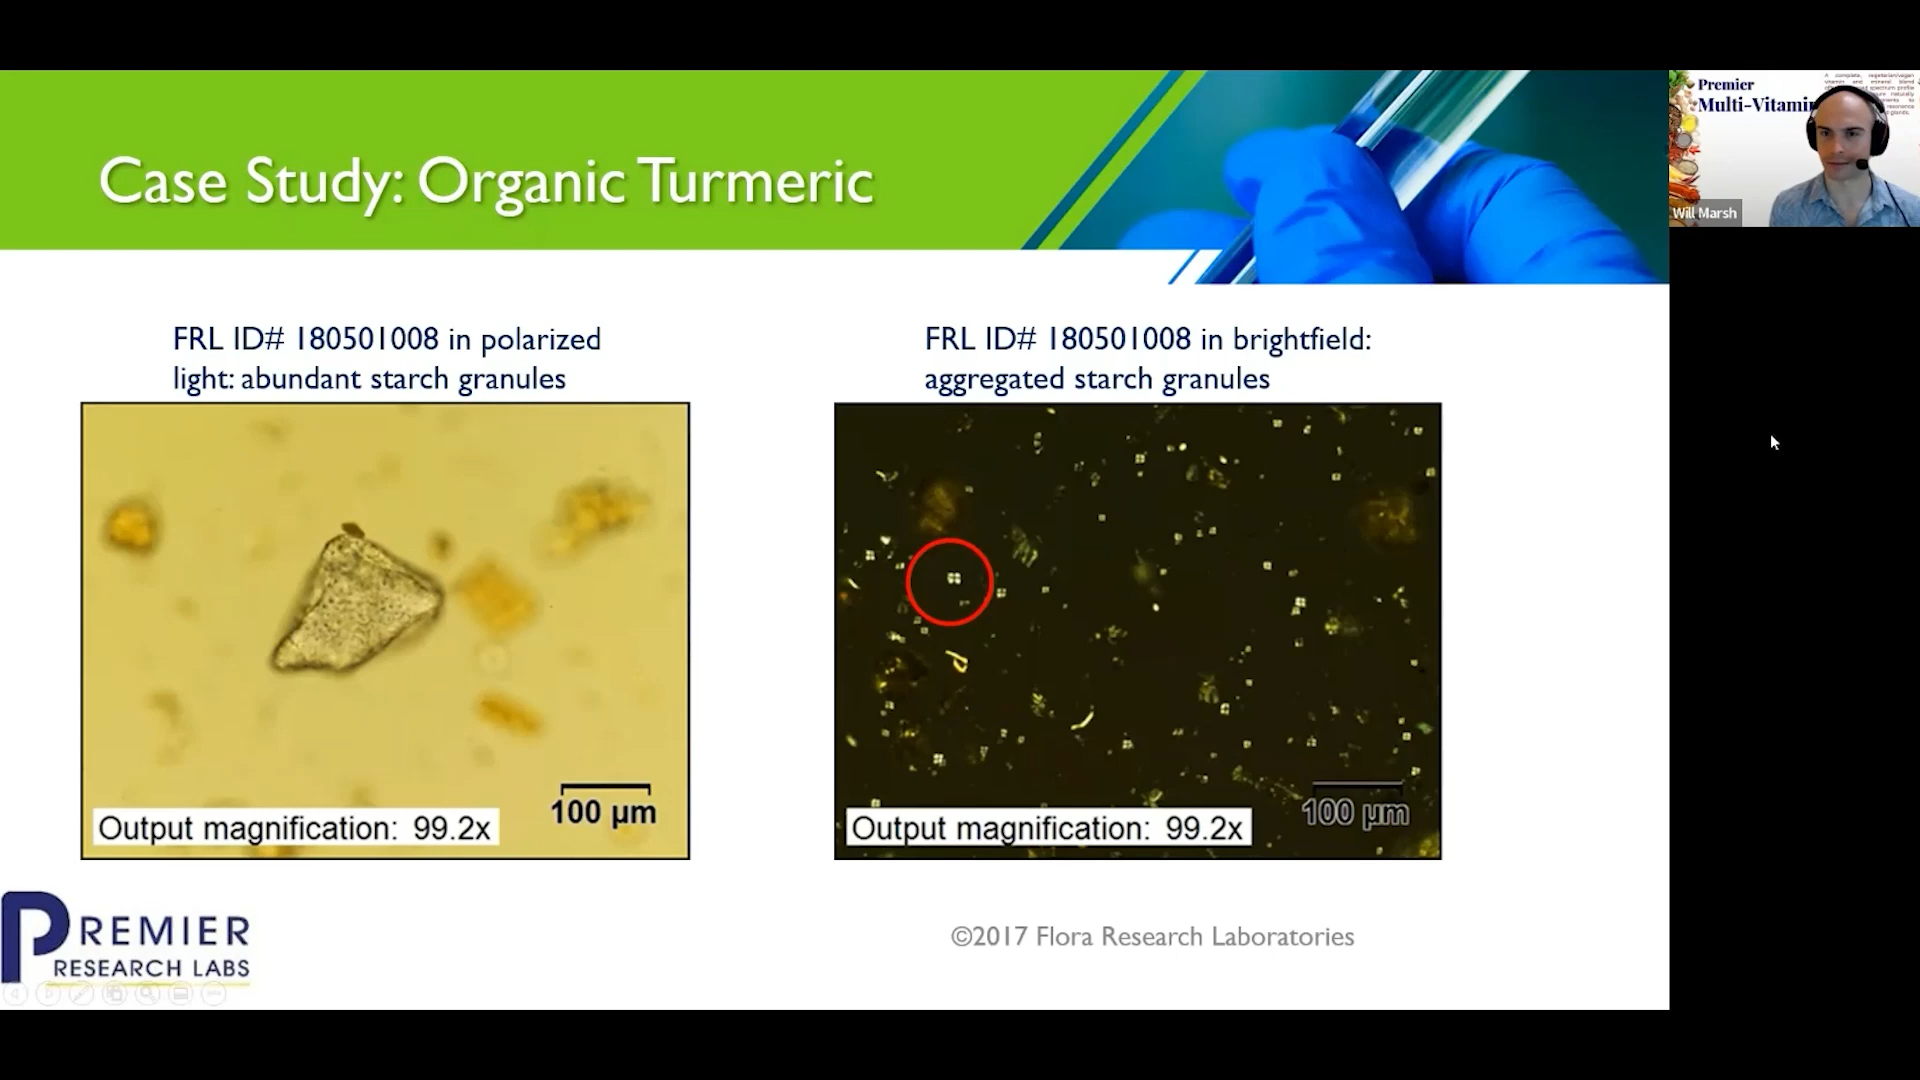 Case Study: Organic Turmeric
FRL ID# 180501008 in polarized
light: abundant starch granules
FRL ID# 180501008 in brightfield:
aggregated starch granules
100 µm
Output magnification: 99.2x
100 µm
Output magnification: 99.2x
PREMIER
RESEARCH LABS
©2017 Flora Research Laboratories
Premier
Multi-Vitamin
Will Marsh